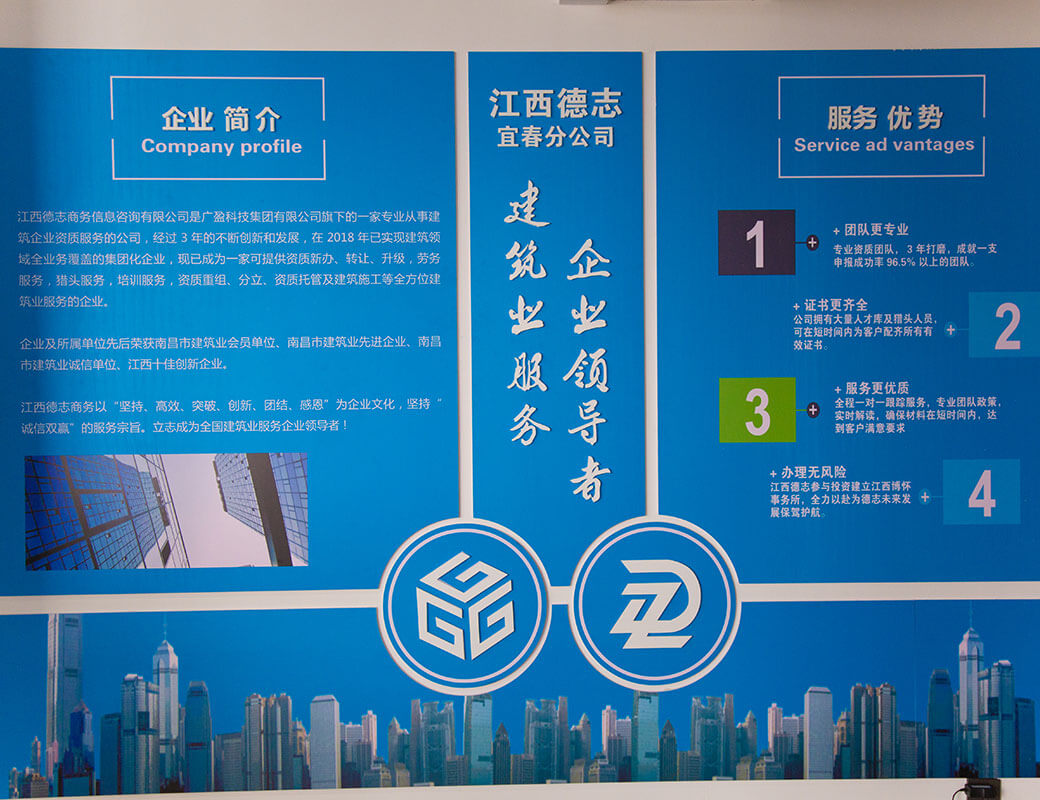 企业 简介
Company profile
江西德志商务信息咨询有限公司是广盈科技集团有限公司旗下的一家专业从事建
筑企业资质服务的公司，经过 3 年的不断创新和发展，在 2018 年已实现建筑领
域全业务覆盖的集团化企业，现已成为一家可提供资质新办、转让、升级，劳务
服务，猎头服务，培训服务，资质重组、分立、资质托管及建筑施工等全方位建
筑业服务的企业。
企业及所属单位先后荣获南昌市建筑业会员单位、南昌市建筑业先进企业、南昌
市建筑业诚信单位、江西十佳创新企业。
江西德志商务以“坚持、高效、突破、创新、团结、感恩”为企业文化，坚持“
诚信双赢”的服务宗旨。立志成为全国建筑业服务企业领导者！
江西德志
宜春分公司
建筑业服务
企业领导者
GGG
服务 优势
Service ad vantages
1
+ 团队更专业
专业资质团队，3 年打磨，成就一支
申报成功率 96.5% 以上的团队。
+ 证书更齐全
公司拥有大量人才库及猎头人员，
可在短时间内为客户配齐所有有
效证书。
2
3
+ 服务更优质
全程一对一跟踪服务，专业团队政策，
实时解读，确保材料在短时间内，达
到客户满意要求
+ 办理无风险
江西德志参与投资建立江西博怀
事务所，全力以赴为德志未来发
展保驾护航。
4